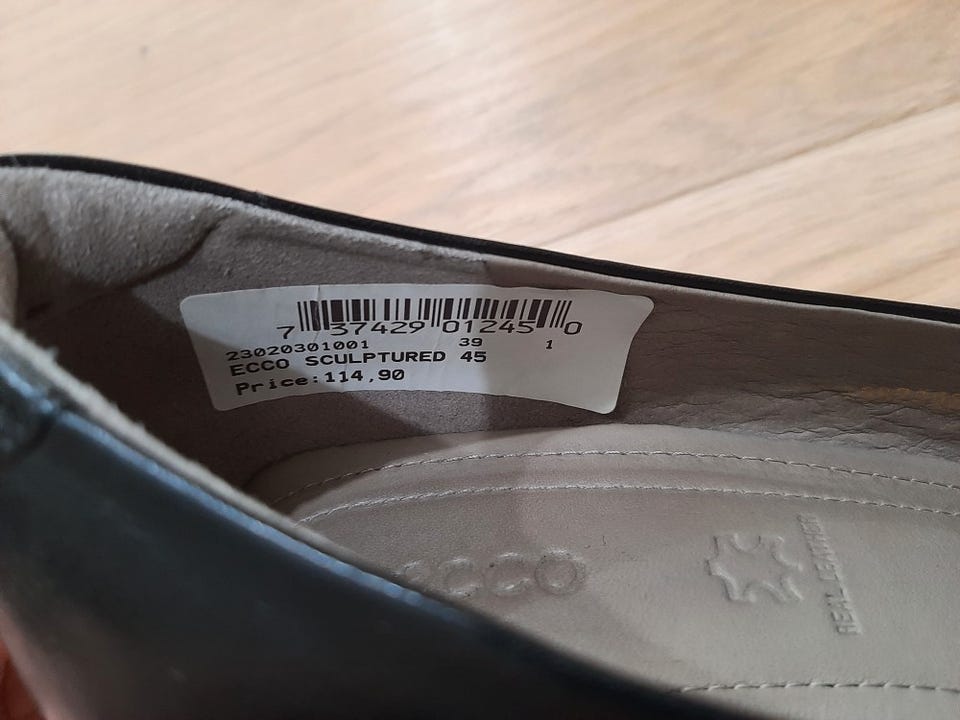 7 37429 01245 0
23020301001 39 1
ECCO SCULPTURED 45
Price:114,90
ecco
REAL LEATHER